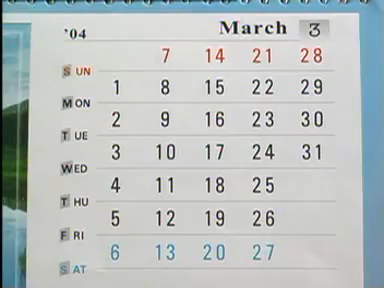 '04 March 3
SUN 7 14 21 28
MON 1 8 15 22 29
TUE 2 9 16 23 30
WED 3 10 17 24 31
THU 4 11 18 25
FRI 5 12 19 26
SAT 6 13 20 27